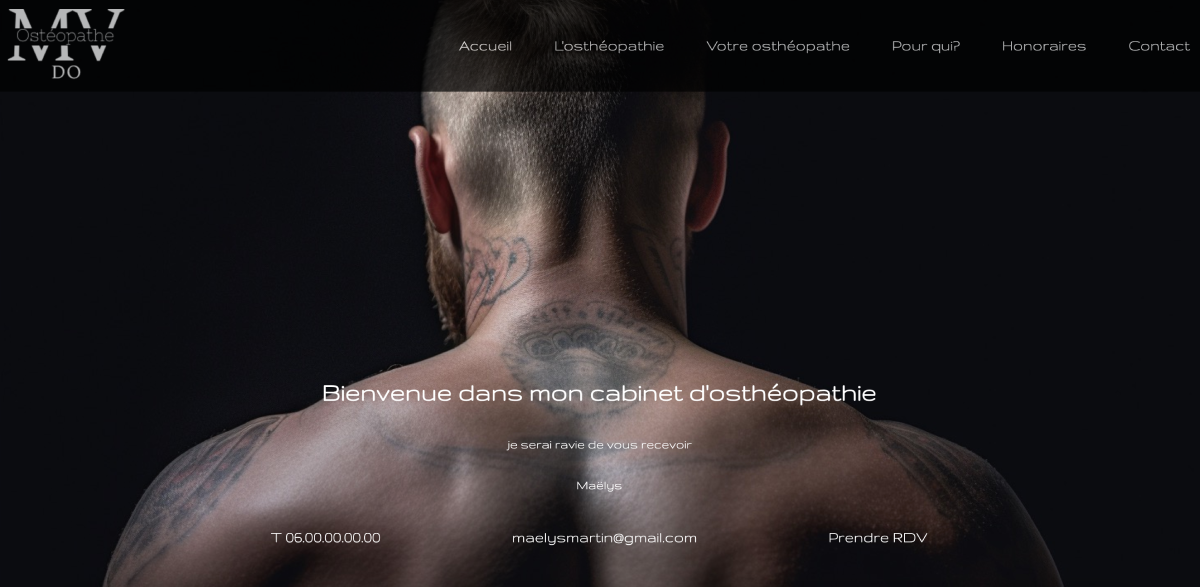 MV
Ostéopathe
DO
Accueil L'osthéopathie Votre osthéopathe Pour qui? Honoraires Contact
Bienvenue dans mon cabinet d'osthéopathie
je serai ravie de vous recevoir
Maëlys
T 06.00.00.00.00 maelysmartin@gmail.com Prendre RDV